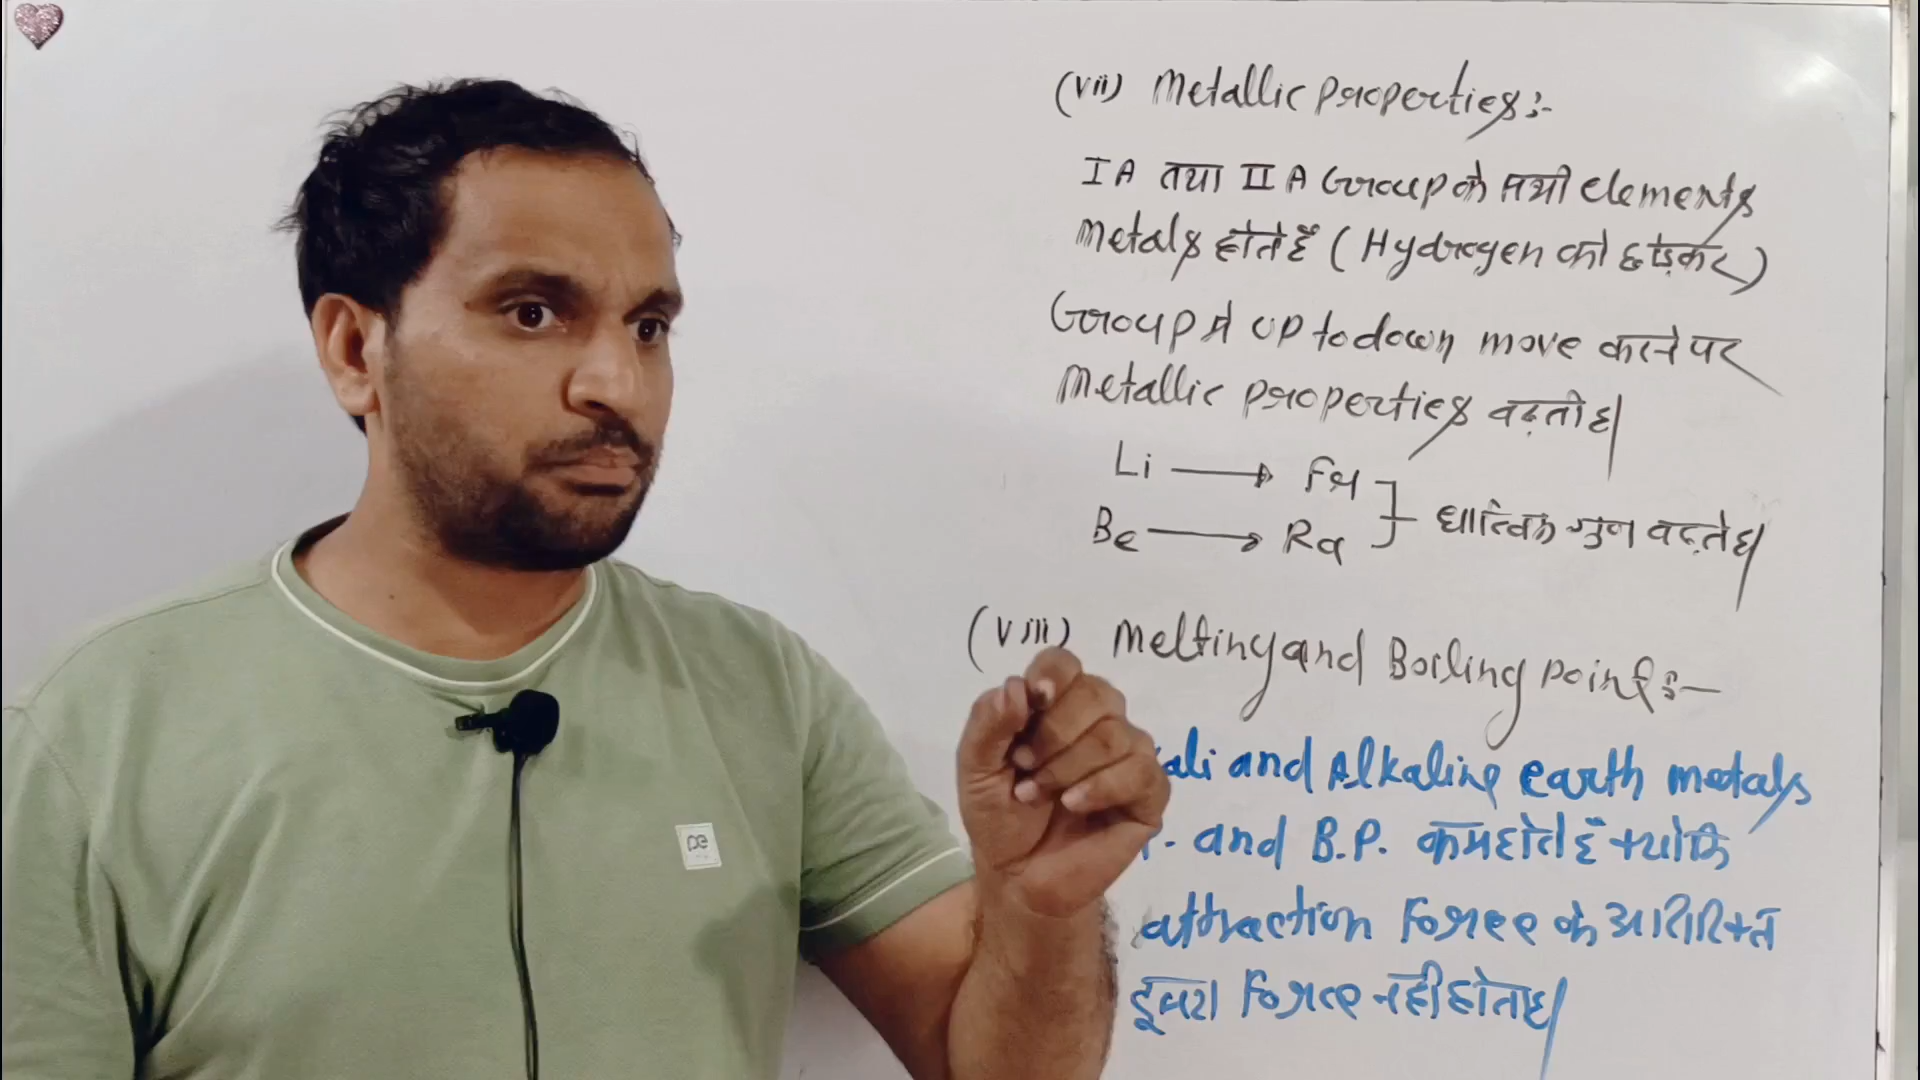 (vii) Metallic properties:-
I A तथा II A Group के सभी elements
metals होते हैं (Hydrogen को छोड़कर)
Group में up to down move करने पर
Metallic properties बढ़ती है।
Li → Fr
Be → Ra
धात्विक गुण बढ़ते है।
(viii) Melting and Boiling point:-
ali and Alkaline earth metals
. and B.P. कम होते हैं क्योंकि
attraction Force के अतिरिक्त
दूसरा Force नहीं होता है।